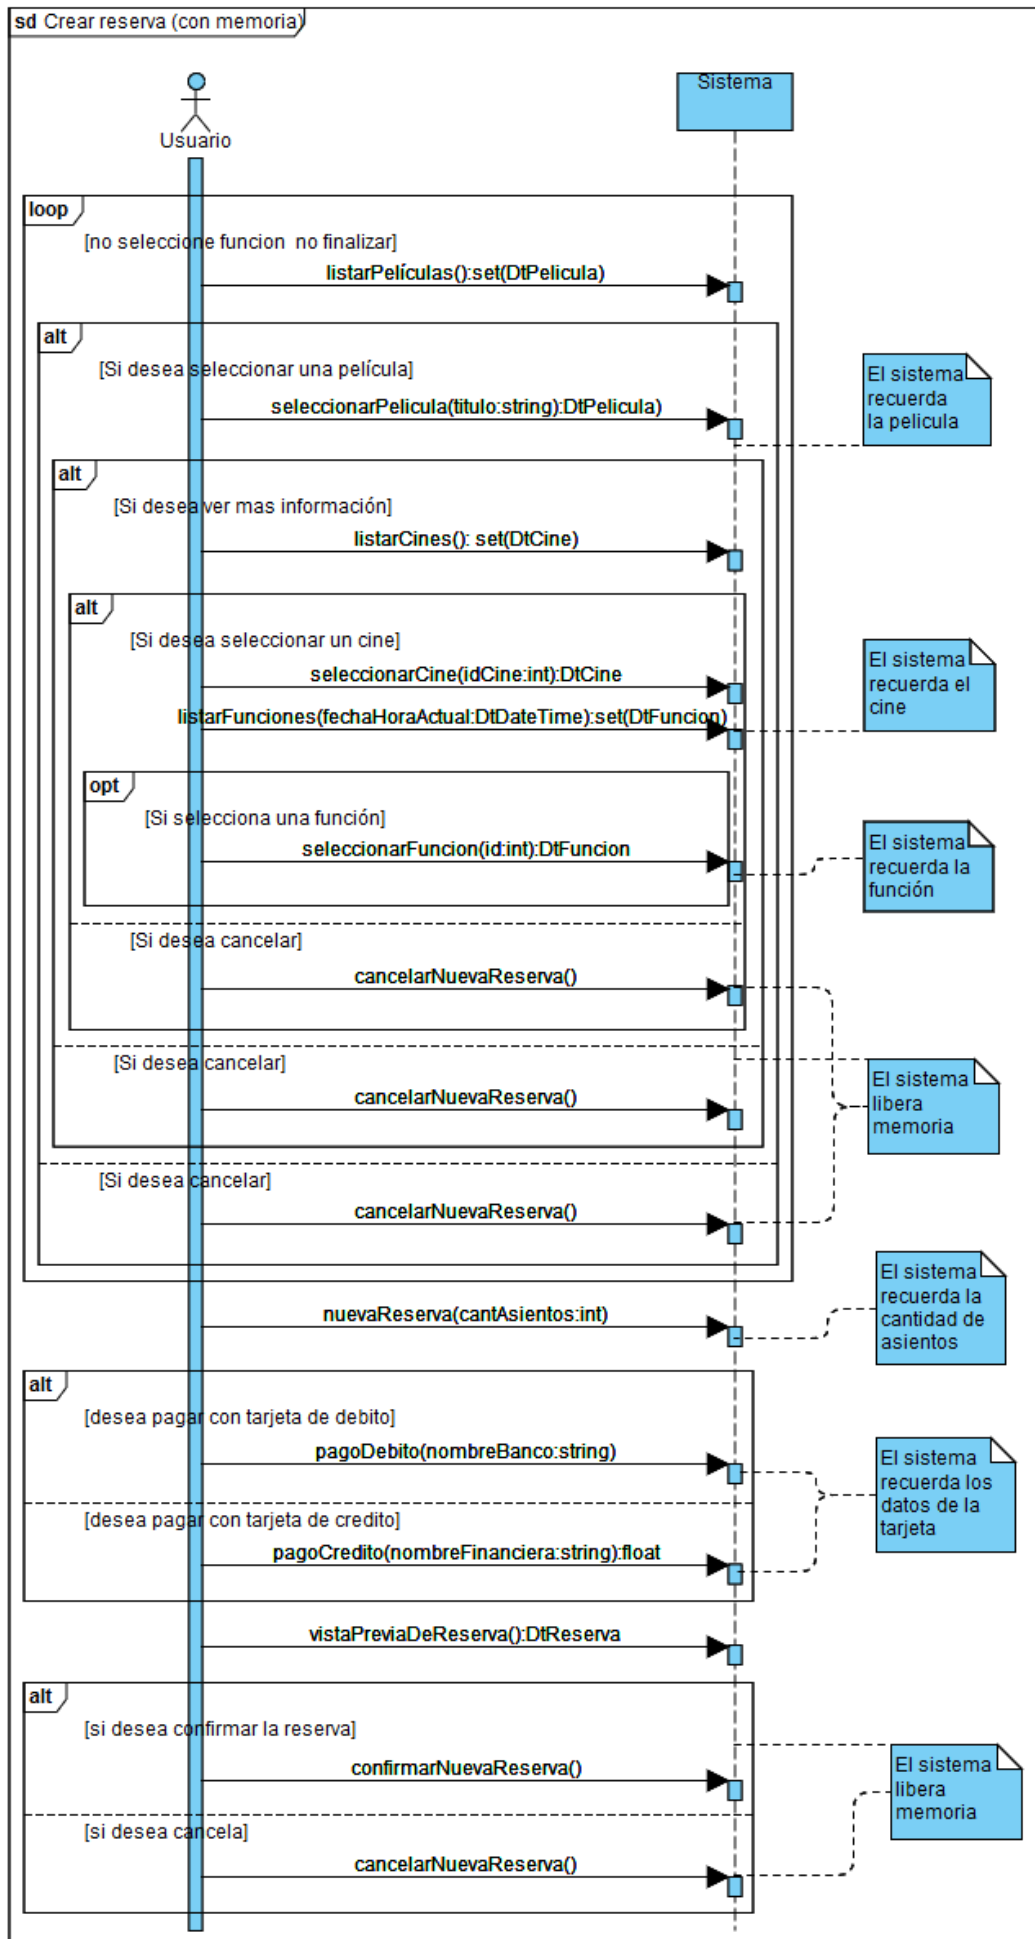 sd Crear reserva (con memoria)
Sistema
Usuario
loop
[no seleccione funcion  no finalizar]
listarPelículas():set(DtPelicula)
alt
[Si desea seleccionar una película]
seleccionarPelicula(titulo:string):DtPelicula)
El sistema
recuerda
la pelicula
alt
[Si desea ver mas información]
listarCines(): set(DtCine)
alt
[Si desea seleccionar un cine]
seleccionarCine(idCine:int):DtCine
listarFunciones(fechaHoraActual:DtDateTime):set(DtFuncion)
El sistema
recuerda el
cine
opt
[Si selecciona una función]
seleccionarFuncion(id:int):DtFuncion
El sistema
recuerda la
función
[Si desea cancelar]
cancelarNuevaReserva()
[Si desea cancelar]
cancelarNuevaReserva()
El sistema
libera
memoria
[Si desea cancelar]
cancelarNuevaReserva()
nuevaReserva(cantAsientos:int)
El sistema
recuerda la
cantidad de
asientos
alt
[desea pagar con tarjeta de debito]
pagoDebito(nombreBanco:string)
[desea pagar con tarjeta de credito]
pagoCredito(nombreFinanciera:string):float
El sistema
recuerda los
datos de la
tarjeta
vistaPreviaDeReserva():DtReserva
alt
[si desea confirmar la reserva]
confirmarNuevaReserva()
[si desea cancela]
cancelarNuevaReserva()
El sistema
libera
memoria